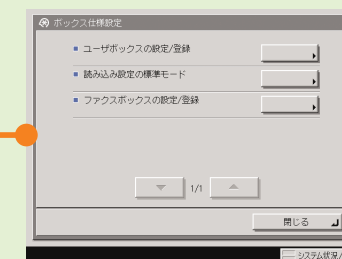 ボックス仕様設定
ユーザボックスの設定/登録
読み込み設定の標準モード
ファクスボックスの設定/登録
1/1
閉じる
システム状況/